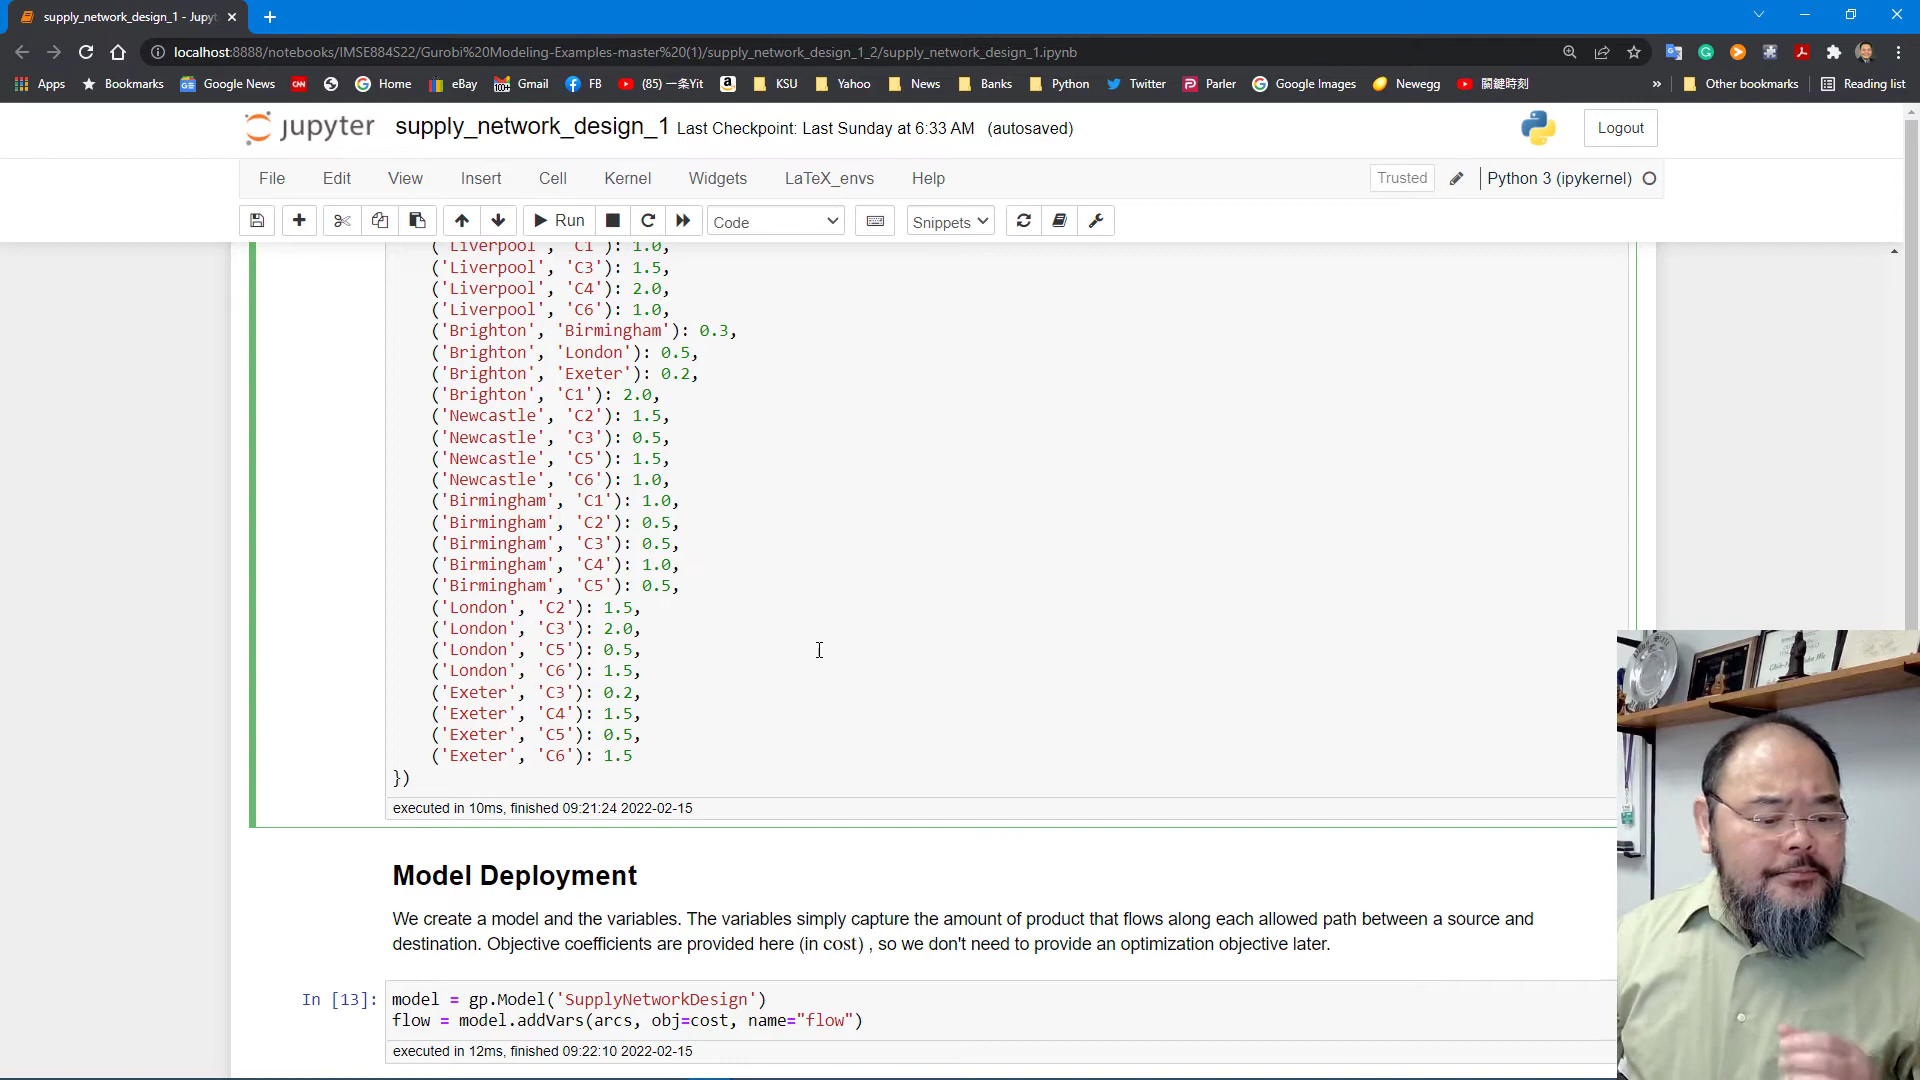 supply_network_design_1 - Jupyt
localhost:8888/notebooks/IMSE884S22/Gurobi%20Modeling-Examples-master%20(1)/supply_network_design_1_2/supply_network_design_1.ipynb
Apps Bookmarks Google News CNN Home eBay Gmail FB (85) 一条Yit KSU Yahoo News Banks Python Twitter Parler Google Images Newegg 關鍵時刻 » Other bookmarks Reading list
jupyter supply_network_design_1 Last Checkpoint: Last Sunday at 6:33 AM (autosaved) Logout
File Edit View Insert Cell Kernel Widgets LaTeX_envs Help Trusted Python 3 (ipykernel)
Run Code Snippets
('Liverpool', 'C1'): 1.0,
('Liverpool', 'C3'): 1.5,
('Liverpool', 'C4'): 2.0,
('Liverpool', 'C6'): 1.0,
('Brighton', 'Birmingham'): 0.3,
('Brighton', 'London'): 0.5,
('Brighton', 'Exeter'): 0.2,
('Brighton', 'C1'): 2.0,
('Newcastle', 'C2'): 1.5,
('Newcastle', 'C3'): 0.5,
('Newcastle', 'C5'): 1.5,
('Newcastle', 'C6'): 1.0,
('Birmingham', 'C1'): 1.0,
('Birmingham', 'C2'): 0.5,
('Birmingham', 'C3'): 0.5,
('Birmingham', 'C4'): 1.0,
('Birmingham', 'C5'): 0.5,
('London', 'C2'): 1.5,
('London', 'C3'): 2.0,
('London', 'C5'): 0.5,
('London', 'C6'): 1.5,
('Exeter', 'C3'): 0.2,
('Exeter', 'C4'): 1.5,
('Exeter', 'C5'): 0.5,
('Exeter', 'C6'): 1.5
})
executed in 10ms, finished 09:21:24 2022-02-15
Model Deployment
We create a model and the variables. The variables simply capture the amount of product that flows along each allowed path between a source and
destination. Objective coefficients are provided here (in cost) , so we don't need to provide an optimization objective later.
In [13]: model = gp.Model('SupplyNetworkDesign')
flow = model.addVars(arcs, obj=cost, name="flow")
executed in 12ms, finished 09:22:10 2022-02-15